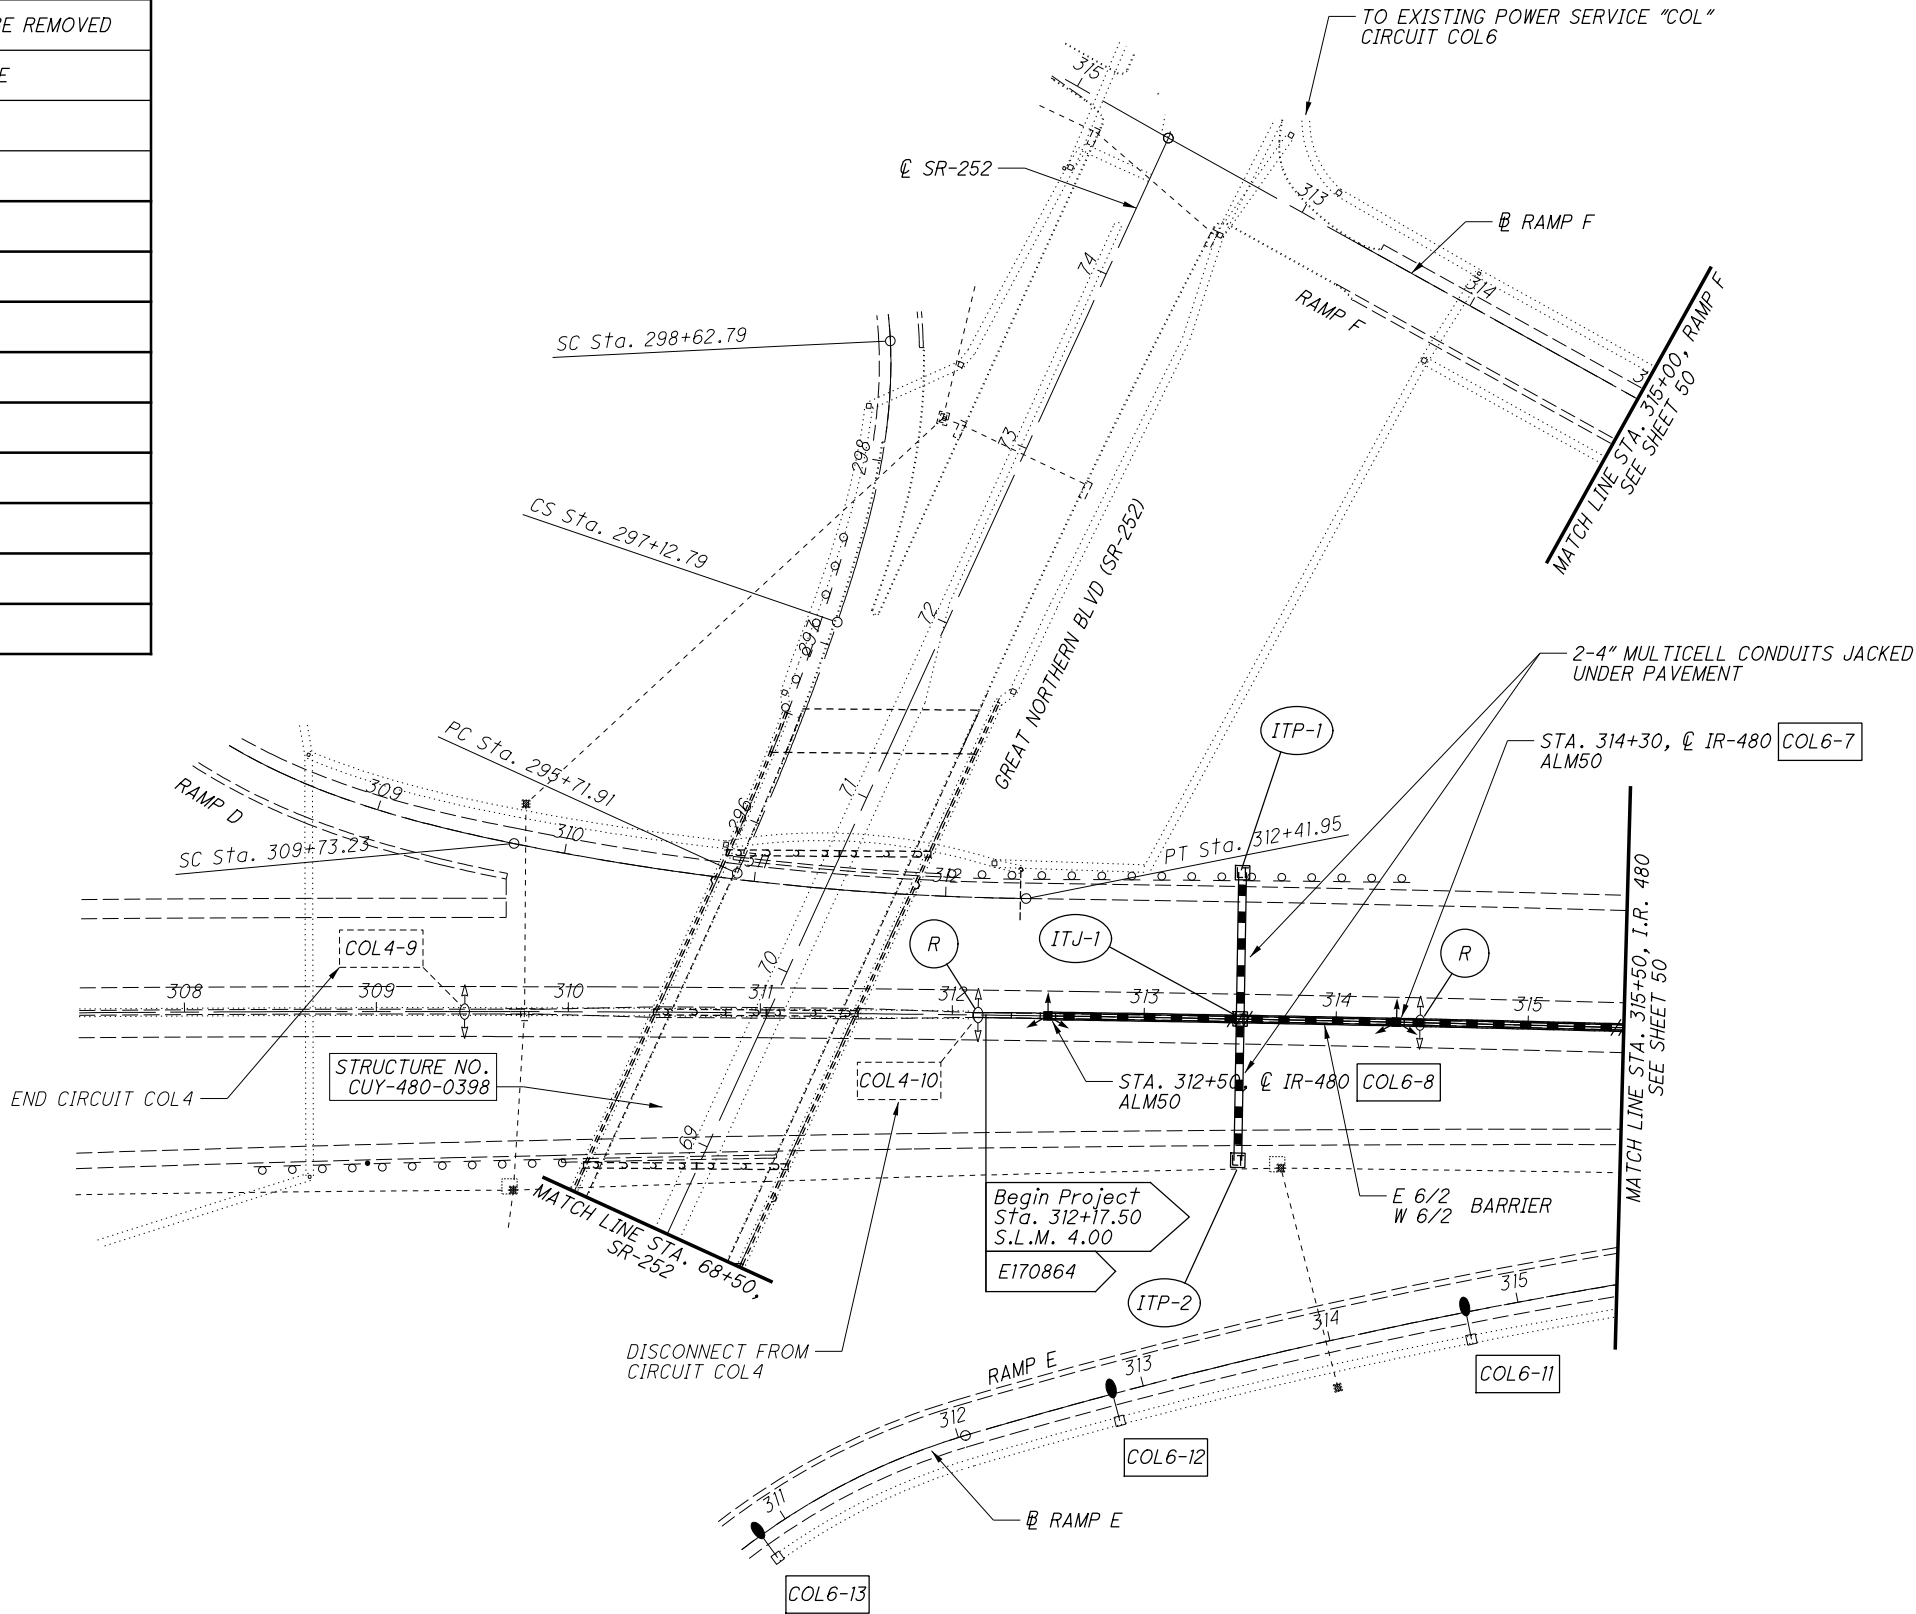 BE REMOVED
E
TO EXISTING POWER SERVICE "COL"
CIRCUIT COL6
315
℄ SR-252
313
RAMP F
74
314
RAMP F
SC Sta. 298+62.79
MATCH LINE STA. 315+00, RAMP F
SEE SHEET 50
73
298
CS Sta. 297+12.79
72
297
GREAT NORTHERN BLVD (SR-252)
2-4" MULTICELL CONDUITS JACKED
UNDER PAVEMENT
ITP-1
STA. 314+30, ℄ IR-480 COL6-7
ALM50
PC Sta. 295+71.91
RAMP D
309
71
296
310
SC Sta. 309+73.23
311
312
PT Sta. 312+41.95
COL4-9
R
ITJ-1
R
70
308
309
310
311
312
313
314
315
MATCH LINE STA. 315+50, I.R. 480
SEE SHEET 50
STRUCTURE NO.
CUY-480-0398
COL4-10
STA. 312+50, ℄ IR-480 COL6-8
ALM50
END CIRCUIT COL4
69
Begin Project
Sta. 312+17.50
S.L.M. 4.00
E170864
E 6/2
W 6/2
BARRIER
MATCH LINE STA. 68+50,
SR-252
ITP-2
315
314
DISCONNECT FROM
CIRCUIT COL4
RAMP E
313
COL6-11
312
COL6-12
311
RAMP E
COL6-13